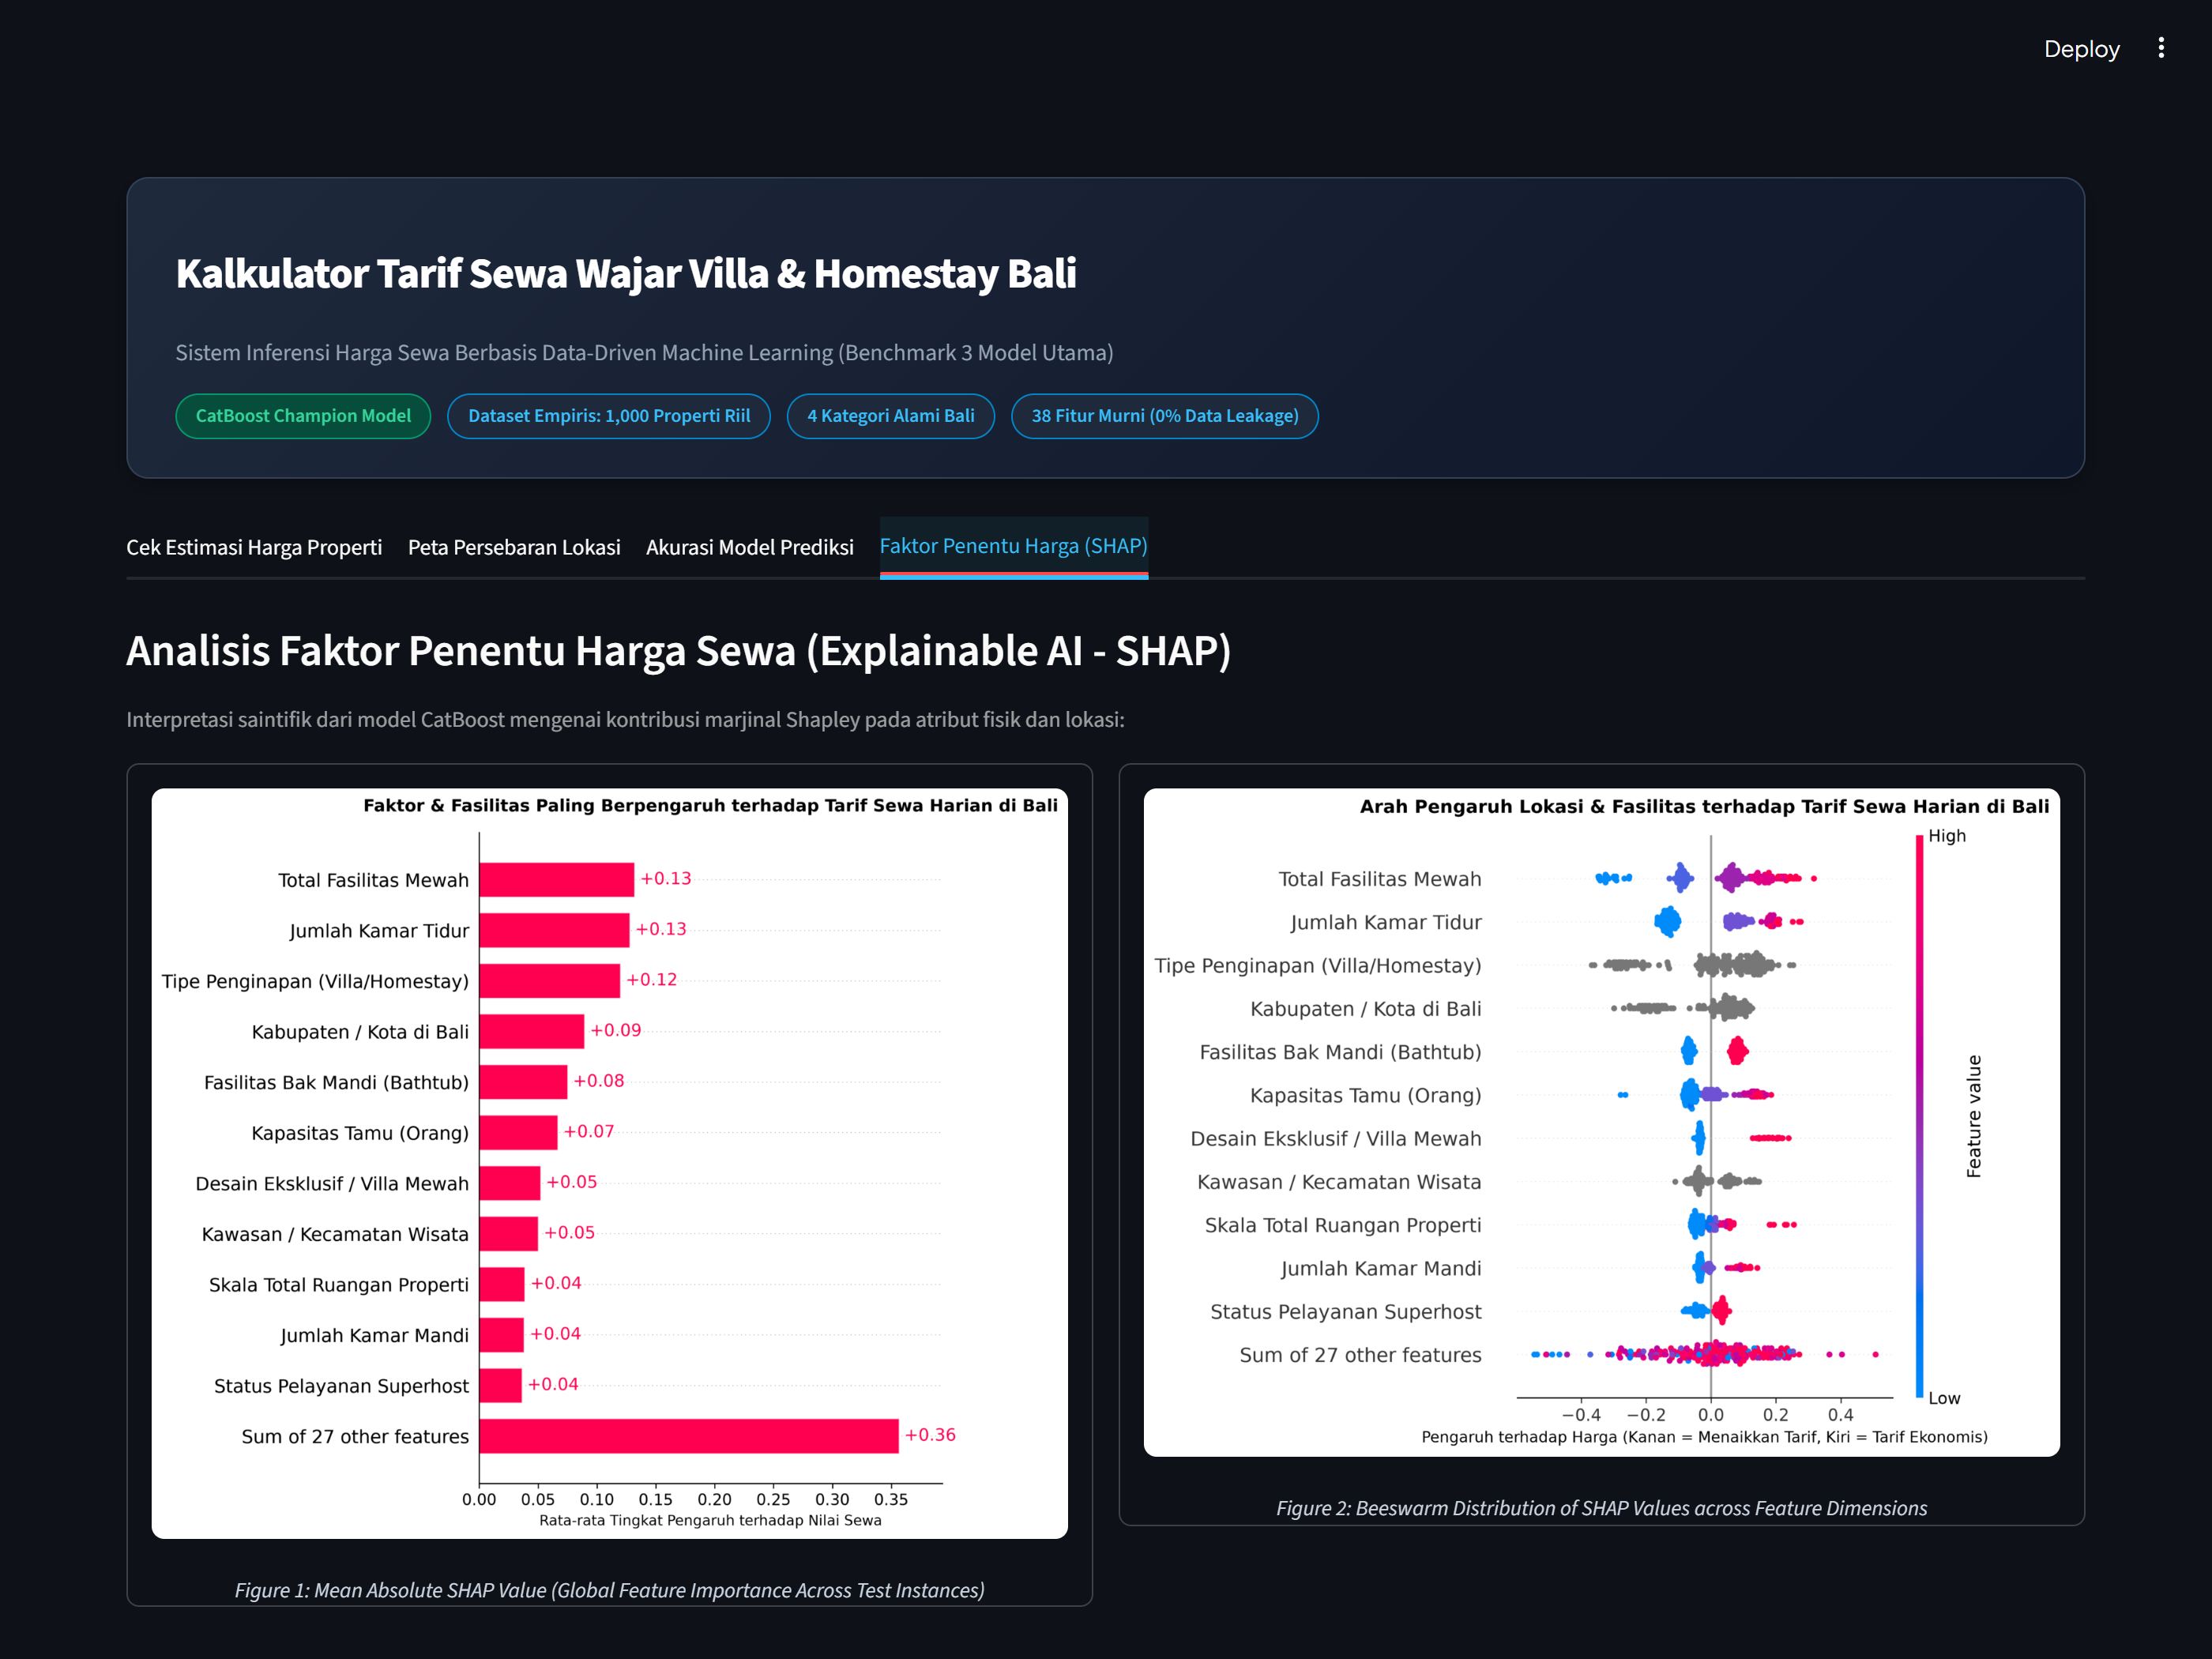 Deploy
Kalkulator Tarif Sewa Wajar Villa & Homestay Bali
Sistem Inferensi Harga Sewa Berbasis Data-Driven Machine Learning (Benchmark 3 Model Utama)
CatBoost Champion Model
Dataset Empiris: 1,000 Properti Riil
4 Kategori Alami Bali
38 Fitur Murni (0% Data Leakage)
Cek Estimasi Harga Properti
Peta Persebaran Lokasi
Akurasi Model Prediksi
Faktor Penentu Harga (SHAP)
Analisis Faktor Penentu Harga Sewa (Explainable AI - SHAP)
Interpretasi saintifik dari model CatBoost mengenai kontribusi marjinal Shapley pada atribut fisik dan lokasi:
Faktor & Fasilitas Paling Berpengaruh terhadap Tarif Sewa Harian di Bali
Total Fasilitas Mewah +0.13
Jumlah Kamar Tidur +0.13
Tipe Penginapan (Villa/Homestay) +0.12
Kabupaten / Kota di Bali +0.09
Fasilitas Bak Mandi (Bathtub) +0.08
Kapasitas Tamu (Orang) +0.07
Desain Eksklusif / Villa Mewah +0.05
Kawasan / Kecamatan Wisata +0.05
Skala Total Ruangan Properti +0.04
Jumlah Kamar Mandi +0.04
Status Pelayanan Superhost +0.04
Sum of 27 other features +0.36
0.00 0.05 0.10 0.15 0.20 0.25 0.30 0.35
Rata-rata Tingkat Pengaruh terhadap Nilai Sewa
Figure 1: Mean Absolute SHAP Value (Global Feature Importance Across Test Instances)
Arah Pengaruh Lokasi & Fasilitas terhadap Tarif Sewa Harian di Bali
High
Total Fasilitas Mewah
Jumlah Kamar Tidur
Tipe Penginapan (Villa/Homestay)
Kabupaten / Kota di Bali
Fasilitas Bak Mandi (Bathtub)
Kapasitas Tamu (Orang)
Desain Eksklusif / Villa Mewah
Kawasan / Kecamatan Wisata
Skala Total Ruangan Properti
Jumlah Kamar Mandi
Status Pelayanan Superhost
Sum of 27 other features
Feature value
Low
−0.4 −0.2 0.0 0.2 0.4
Pengaruh terhadap Harga (Kanan = Menaikkan Tarif, Kiri = Tarif Ekonomis)
Figure 2: Beeswarm Distribution of SHAP Values across Feature Dimensions